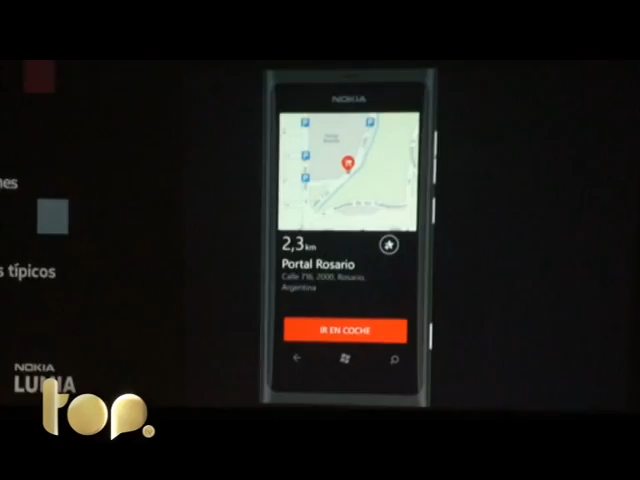 nes
s típicos
NOKIA
LUMIA
top.
NOKIA
P
P
P
P
2,3 km
Portal Rosario
Calle 716, 2000, Rosario,
Argentina
IR EN COCHE